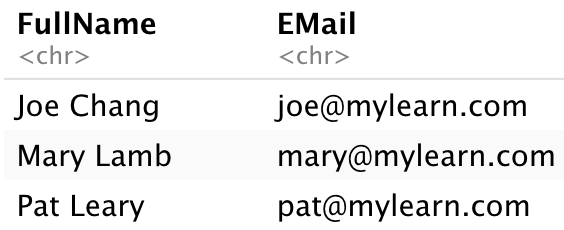 FullName EMail
<chr> <chr>
Joe Chang joe@mylearn.com
Mary Lamb mary@mylearn.com
Pat Leary pat@mylearn.com